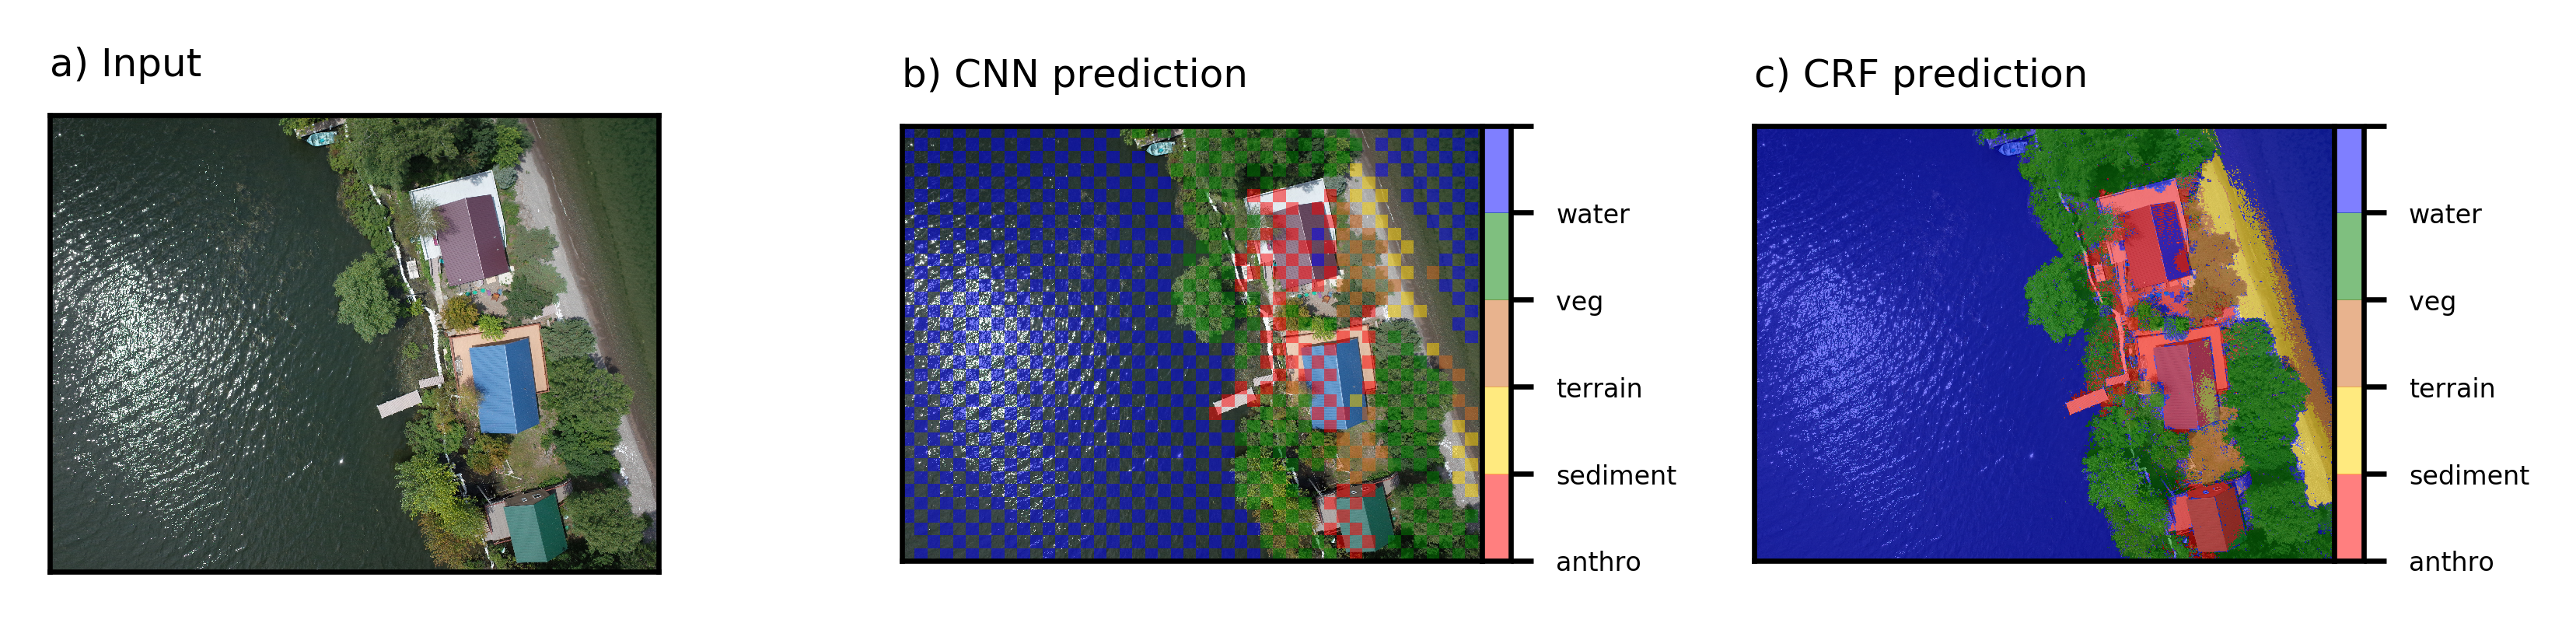 a) Input
b) CNN prediction
water
veg
terrain
sediment
anthro
c) CRF prediction
water
veg
terrain
sediment
anthro